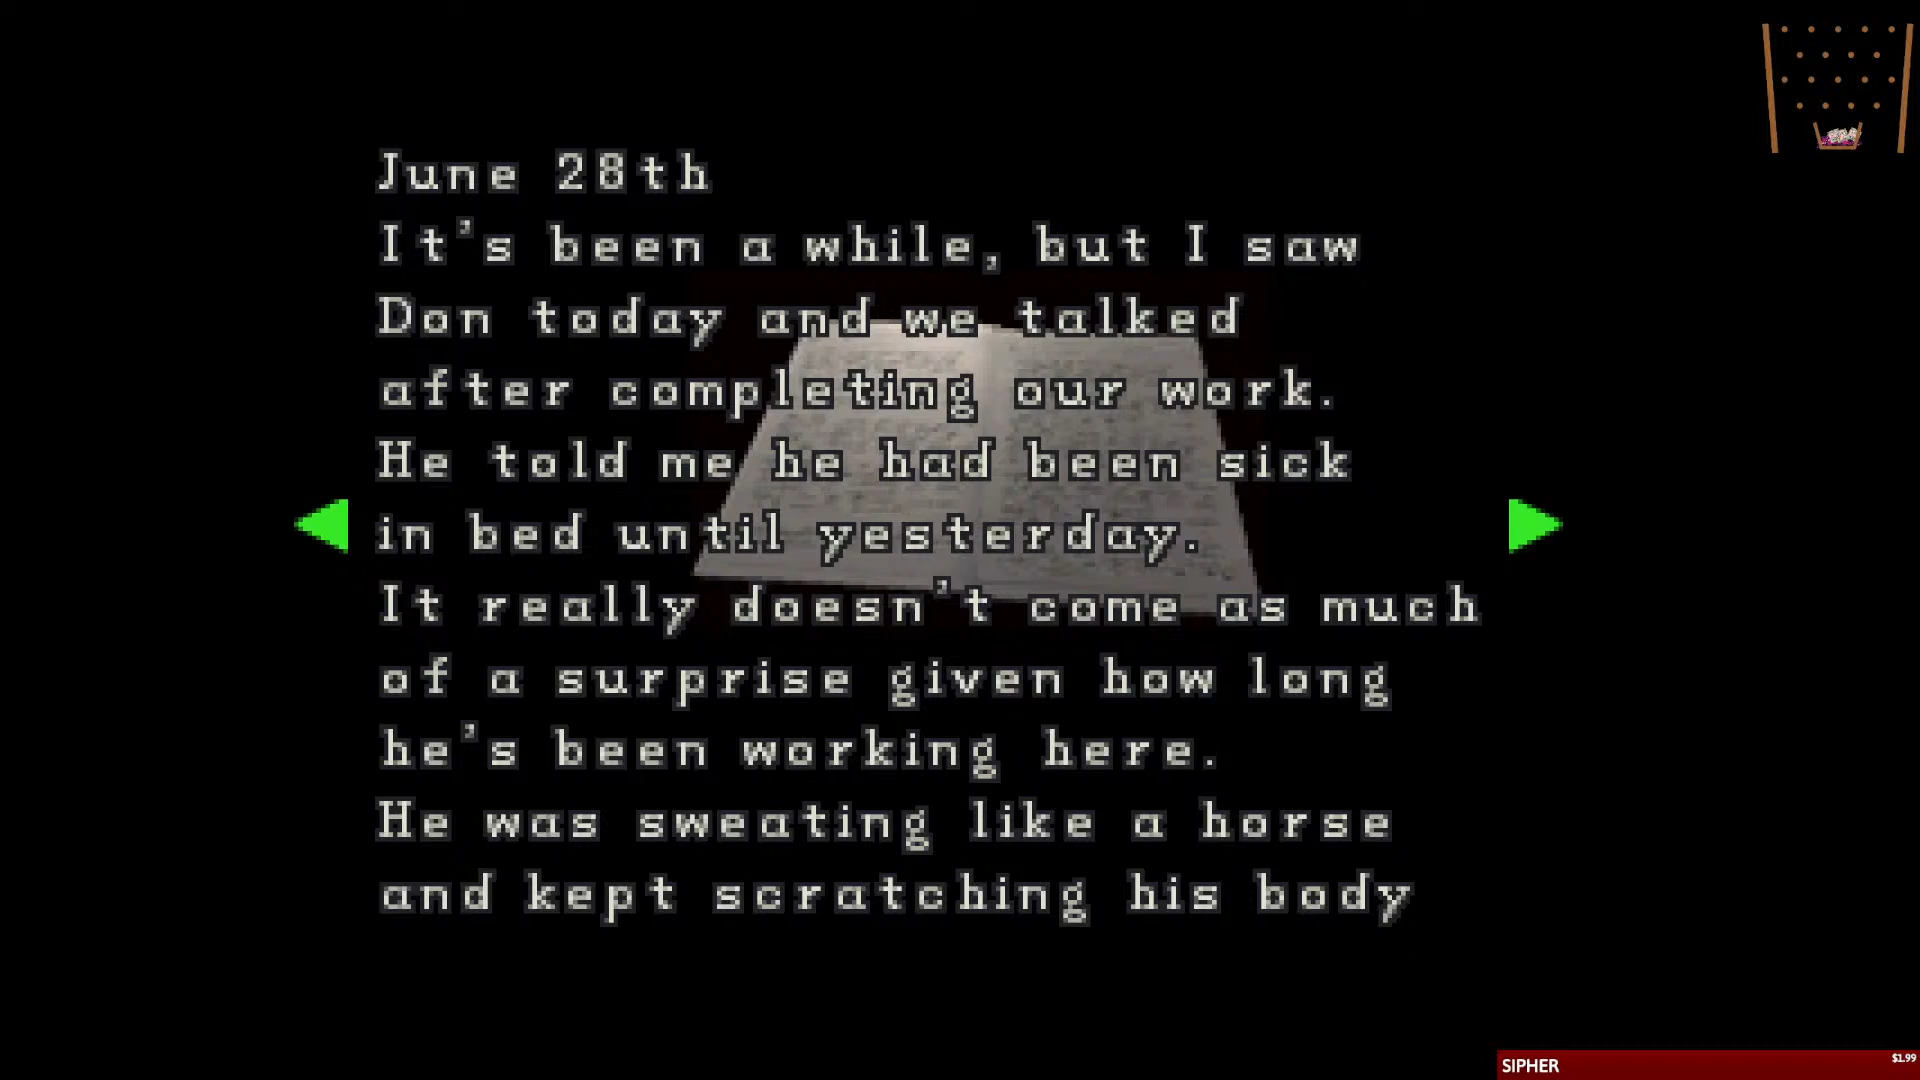 June 28th
It's been a while, but I saw
Don today and we talked
after completing our work.
He told me he had been sick
in bed until yesterday.
It really doesn't come as much
of a surprise given how long
he's been working here.
He was sweating like a horse
and kept scratching his body
SIPHER
$1.99